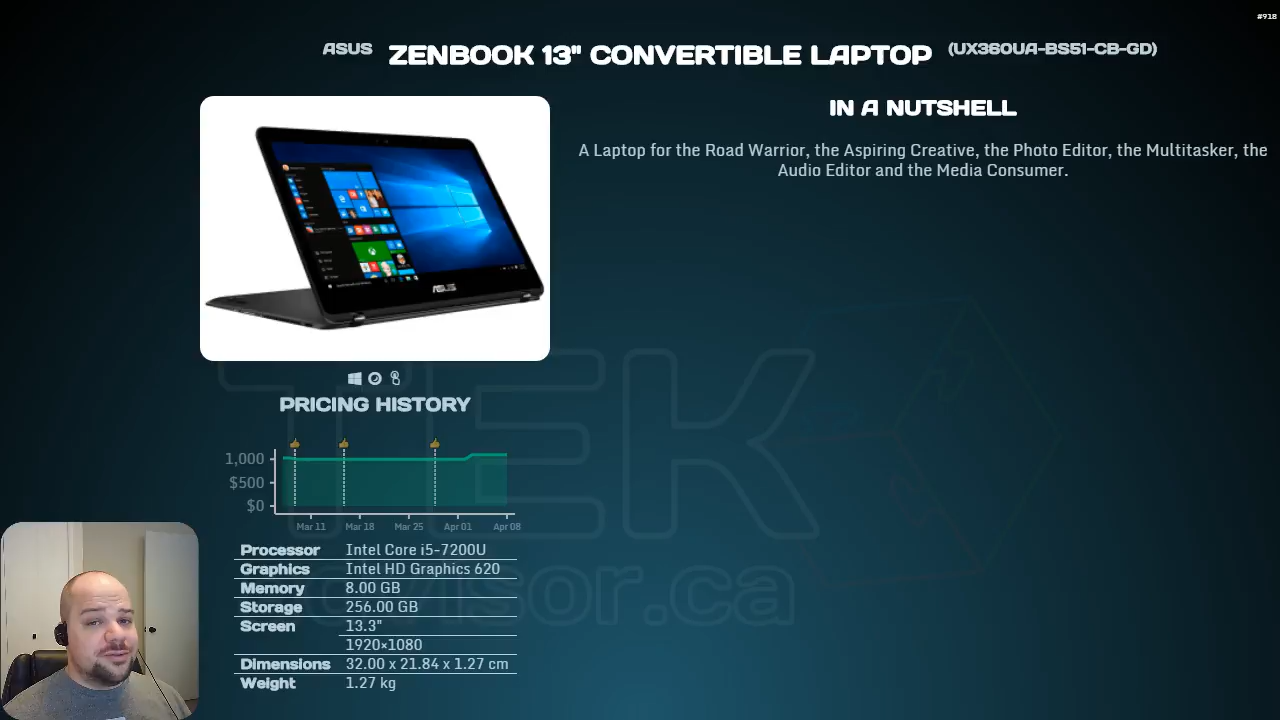 #918
ASUS ZENBOOK 13" CONVERTIBLE LAPTOP (UX360UA-BS51-CB-GD)
IN A NUTSHELL
A Laptop for the Road Warrior, the Aspiring Creative, the Photo Editor, the Multitasker, the
Audio Editor and the Media Consumer.
ASUS
PRICING HISTORY
1,000
$500
$0
Mar 11 Mar 18 Mar 25 Apr 01 Apr 08
Processor Intel Core i5-7200U
Graphics Intel HD Graphics 620
Memory 8.00 GB
Storage 256.00 GB
Screen 13.3"
1920×1080
Dimensions 32.00 x 21.84 x 1.27 cm
Weight 1.27 kg